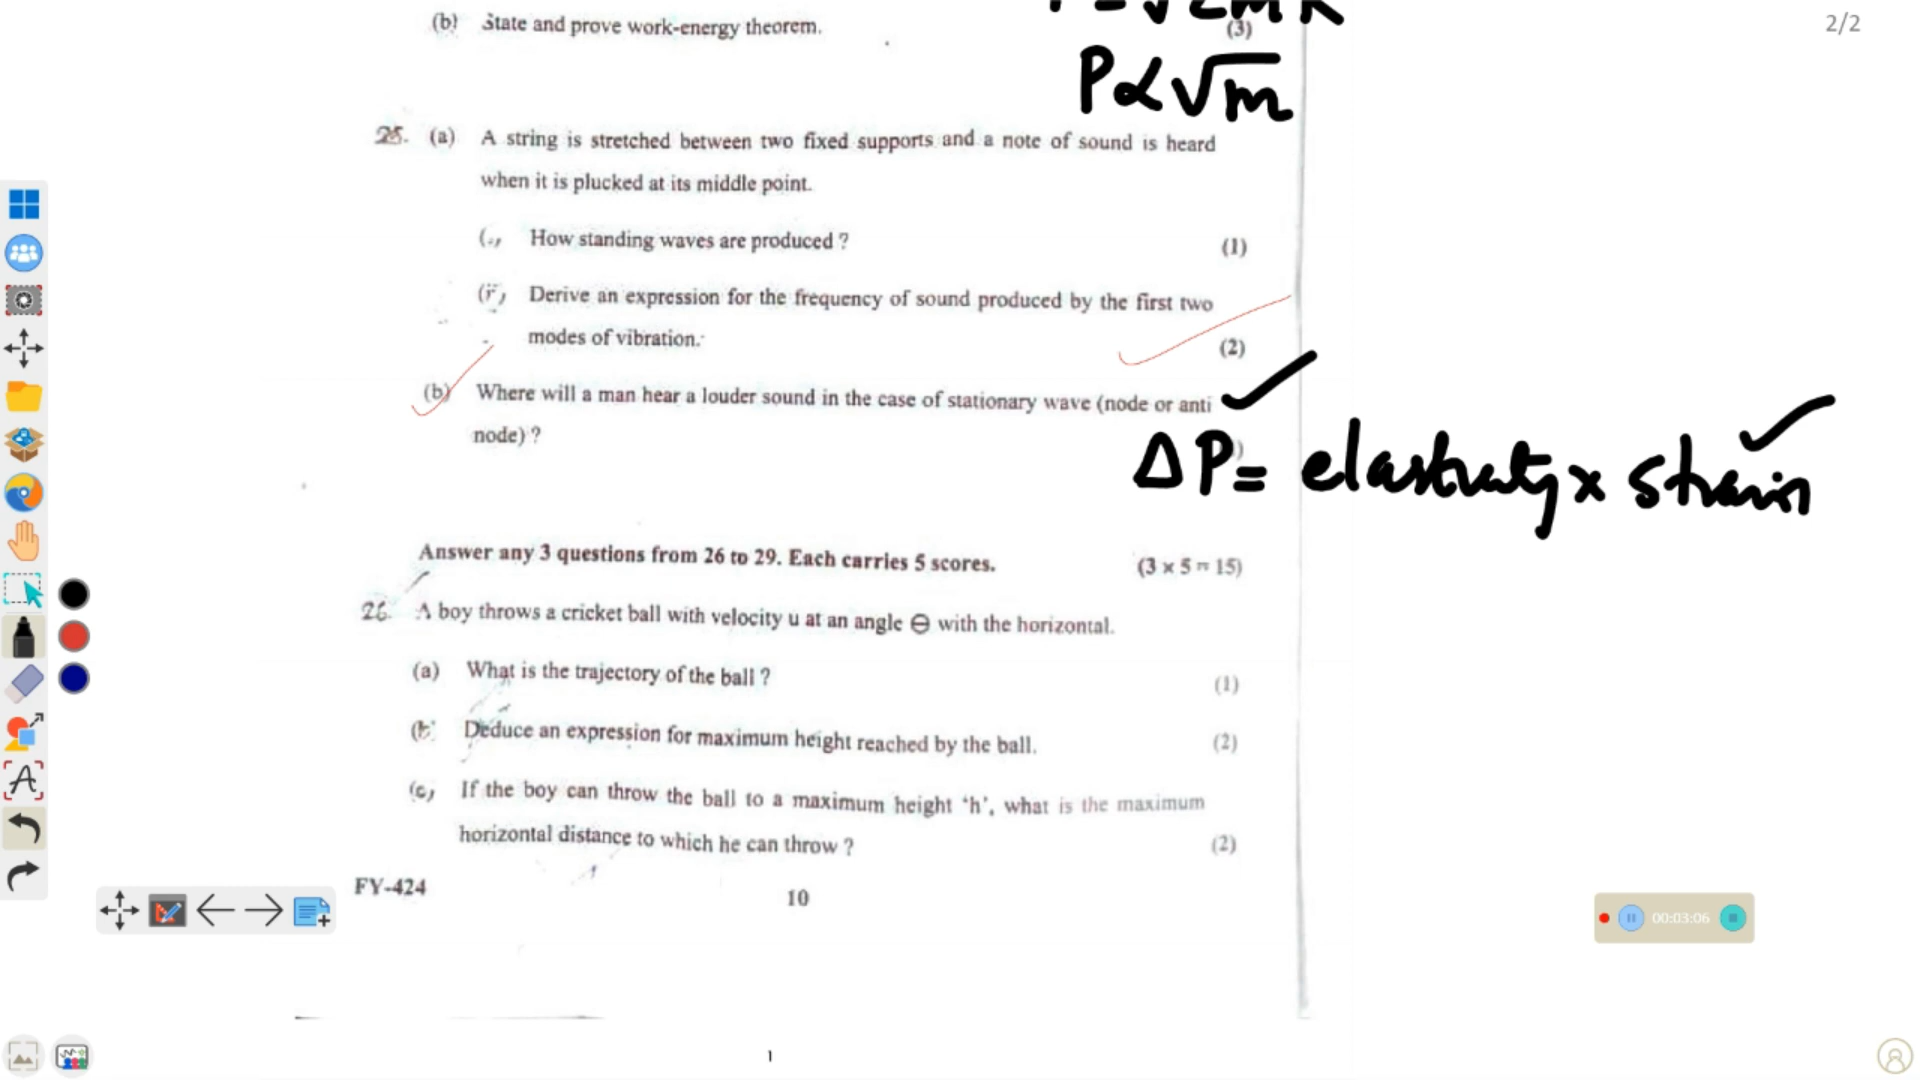 2/2
(b) State and prove work-energy theorem.
(3)
P∝√m
25. (a) A string is stretched between two fixed supports and a note of sound is heard
when it is plucked at its middle point.
How standing waves are produced ?
(1)
Derive an expression for the frequency of sound produced by the first two
modes of vibration.
(2)
(b) Where will a man hear a louder sound in the case of stationary wave (node or anti
node) ?
ΔP= elasticity × strain
Answer any 3 questions from 26 to 29. Each carries 5 scores.
(3 × 5 = 15)
26. A boy throws a cricket ball with velocity u at an angle ϴ with the horizontal.
(a) What is the trajectory of the ball ?
(1)
(b) Deduce an expression for maximum height reached by the ball.
(2)
(c) If the boy can throw the ball to a maximum height ‘h’, what is the maximum
horizontal distance to which he can throw ?
(2)
FY-424
10
00:03:06
1